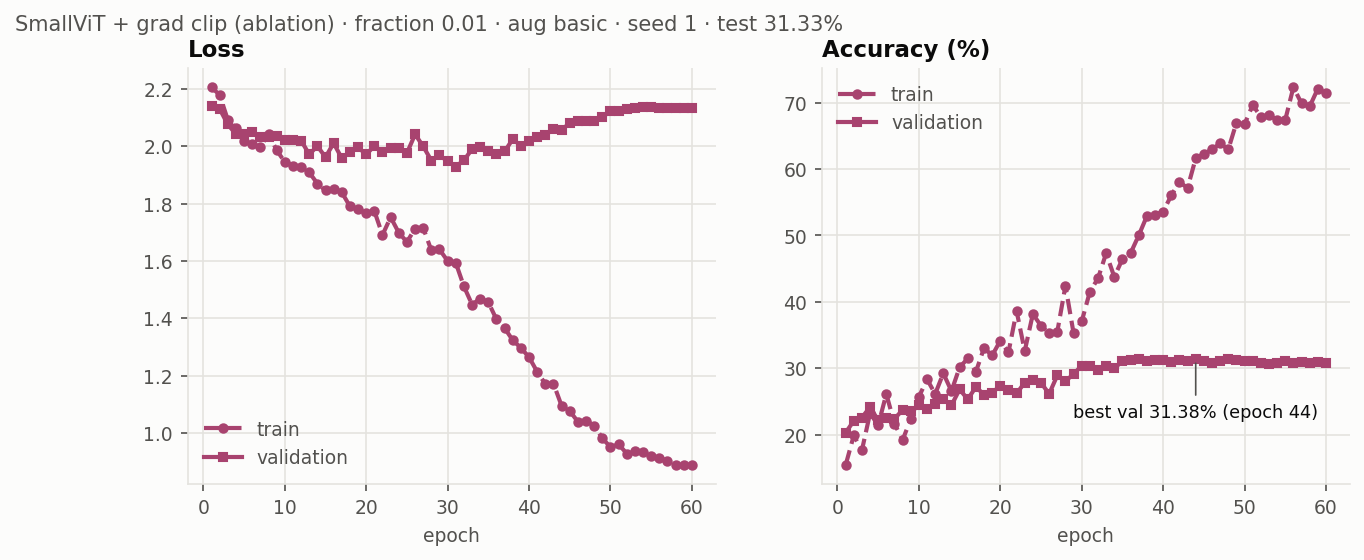 SmallViT + grad clip (ablation) · fraction 0.01 · aug basic · seed 1 · test 31.33%
Loss
2.2
2.0
1.8
1.6
1.4
1.2
1.0
train
validation
0 10 20 30 40 50 60
epoch
Accuracy (%)
train
validation
70
60
50
40
30
20
best val 31.38% (epoch 44)
0 10 20 30 40 50 60
epoch